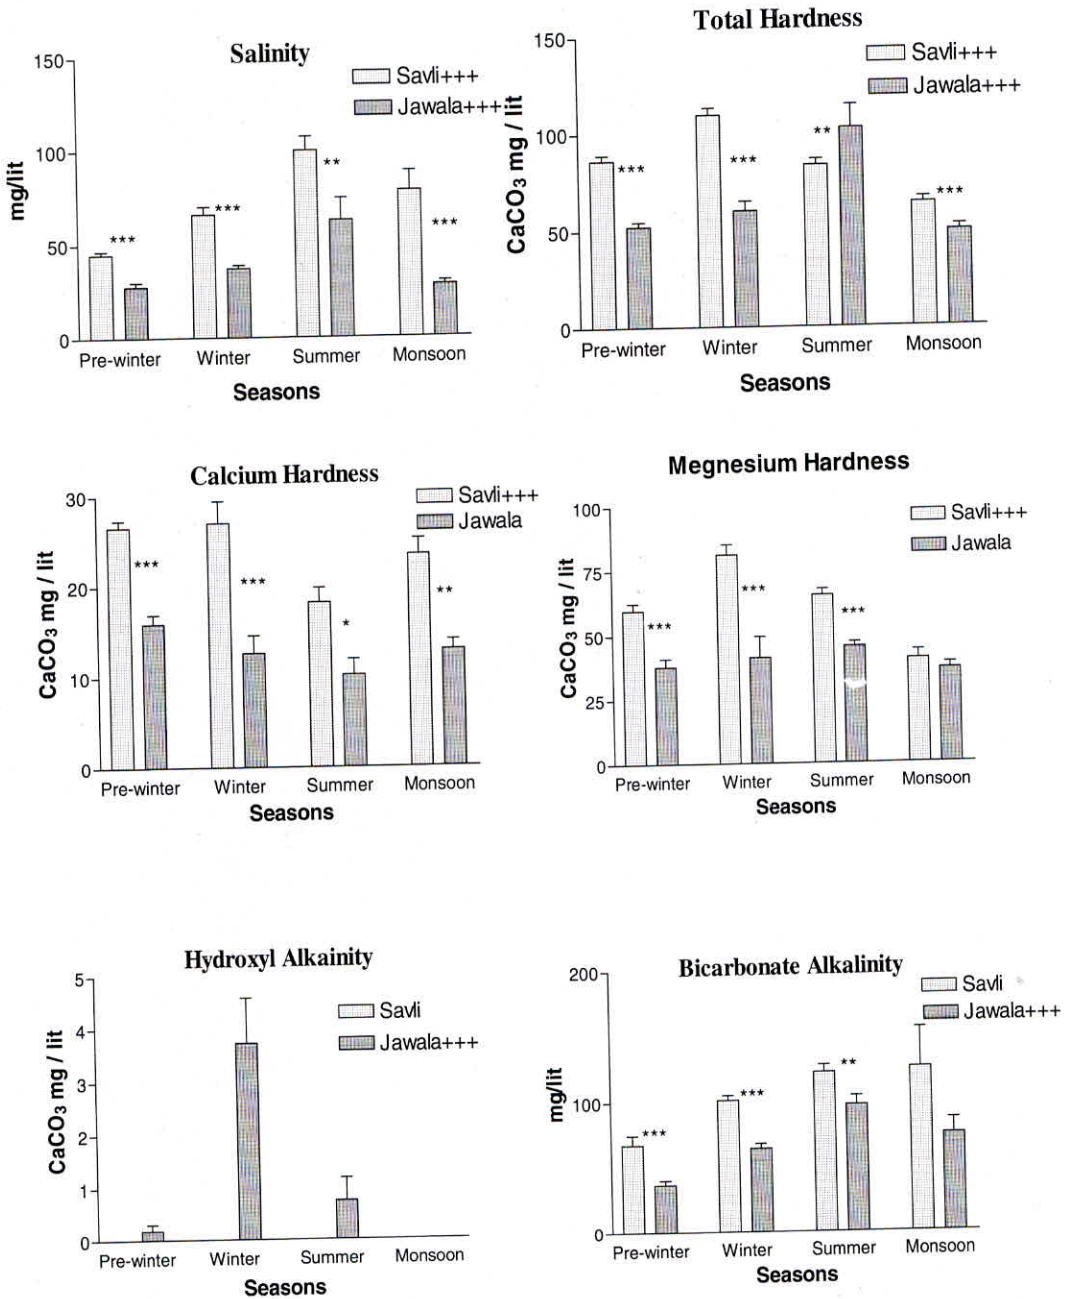 Salinity
150
100
50
0
mg/lit
Savli+++
Jawala+++
***
***
**
***
Pre-winter
Winter
Summer
Monsoon
Seasons
Total Hardness
150
100
50
0
CaCO3 mg / lit
Savli+++
Jawala+++
***
***
**
***
Pre-winter
Winter
Summer
Monsoon
Seasons
Calcium Hardness
30
20
10
0
CaCO3 mg / lit
Savli+++
Jawala
***
***
*
**
Pre-winter
Winter
Summer
Monsoon
Seasons
Megnesium Hardness
100
75
50
25
0
CaCO3 mg / lit
Savli+++
Jawala
***
***
***
Pre-winter
Winter
Summer
Monsoon
Seasons
Hydroxyl Alkainity
5
4
3
2
1
0
CaCO3 mg / lit
Savli
Jawala+++
Pre-winter
Winter
Summer
Monsoon
Seasons
Bicarbonate Alkalinity
200
100
0
mg/lit
Savli
Jawala+++
***
***
**
Pre-winter
Winter
Summer
Monsoon
Seasons